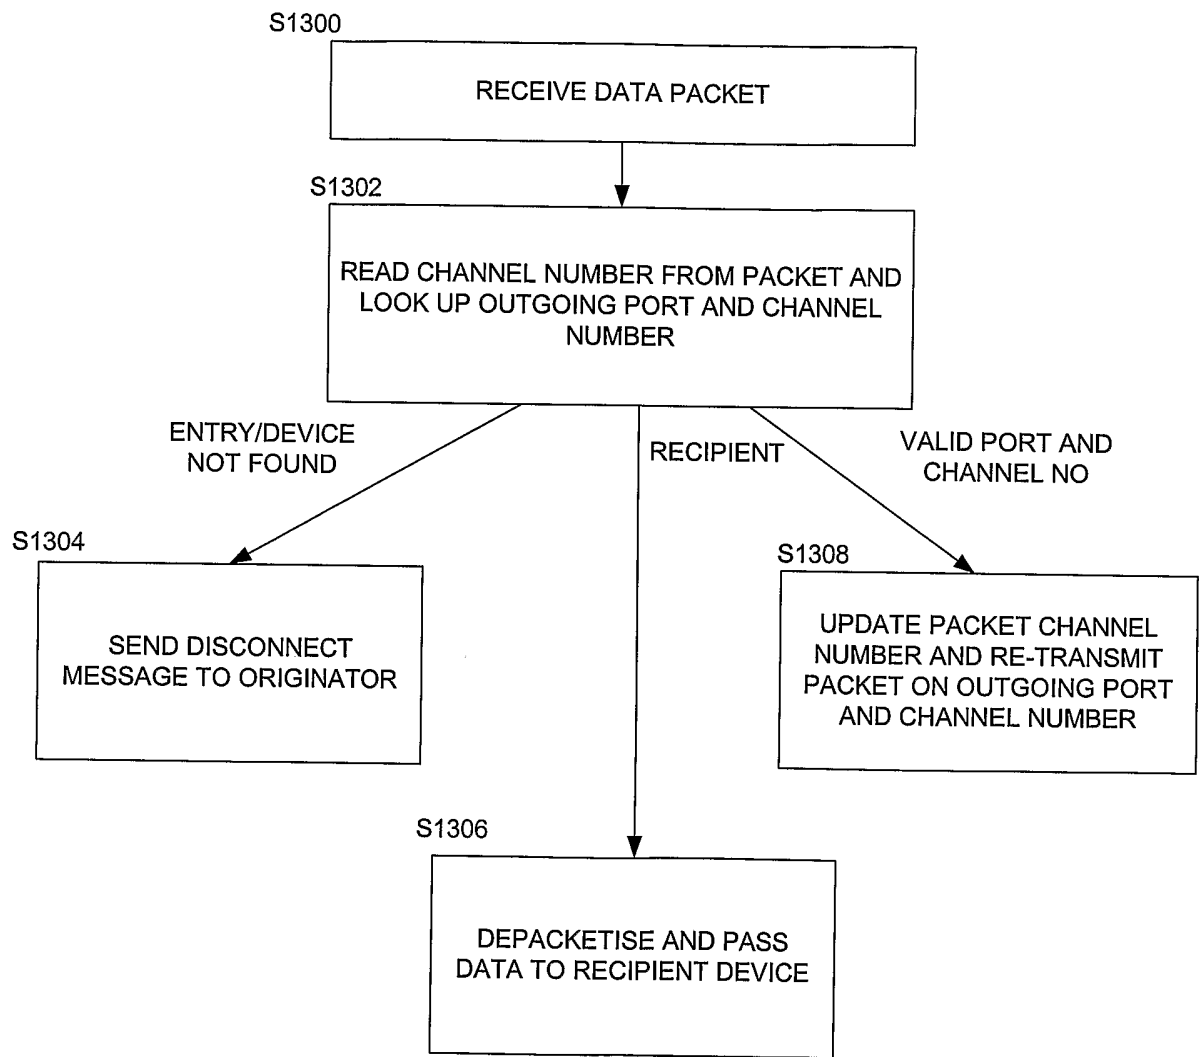 S1300
RECEIVE DATA PACKET
S1302
READ CHANNEL NUMBER FROM PACKET AND
LOOK UP OUTGOING PORT AND CHANNEL
NUMBER
ENTRY/DEVICE
NOT FOUND
RECIPIENT
VALID PORT AND
CHANNEL NO
S1304
SEND DISCONNECT
MESSAGE TO ORIGINATOR
S1308
UPDATE PACKET CHANNEL
NUMBER AND RE-TRANSMIT
PACKET ON OUTGOING PORT
AND CHANNEL NUMBER
S1306
DEPACKETISE AND PASS
DATA TO RECIPIENT DEVICE